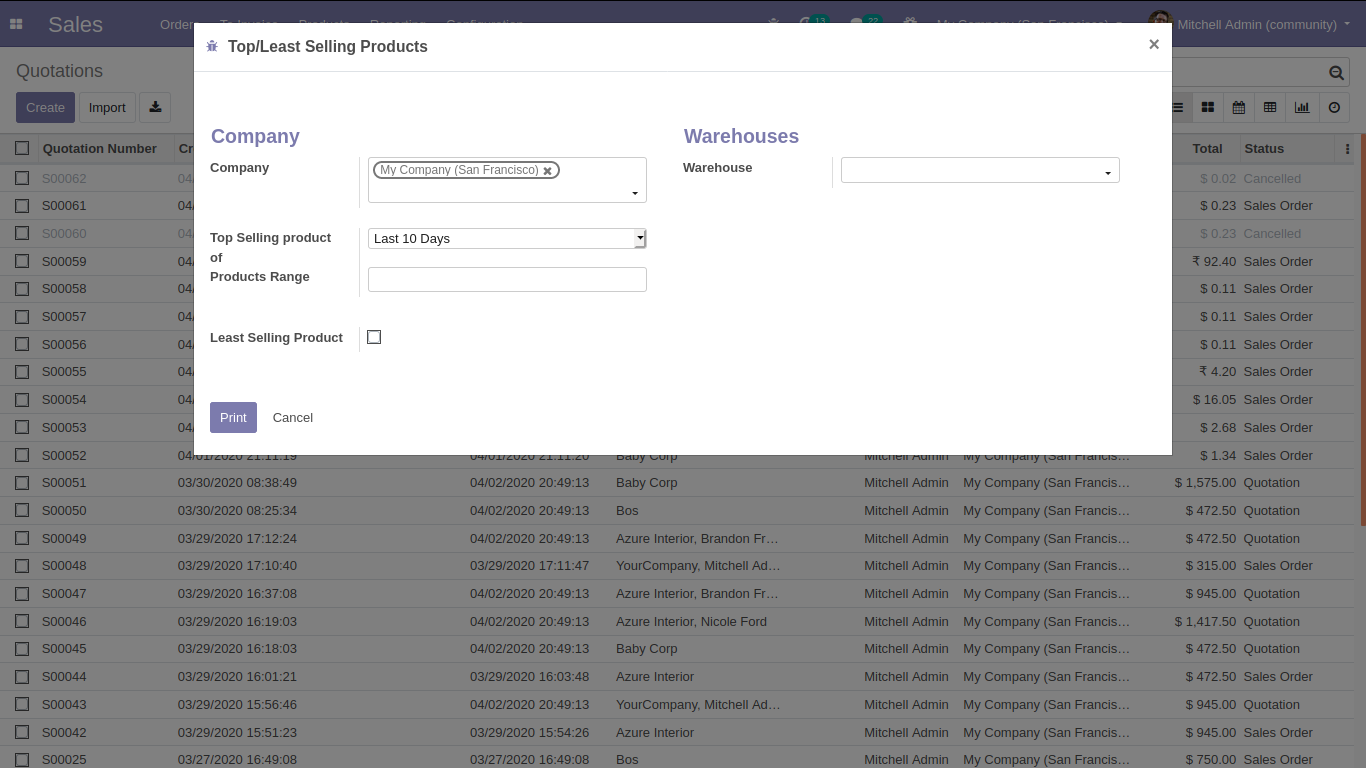 Sales
13
22
Mitchell Admin (community)
Top/Least Selling Products
×
Quotations
Create Import
Company Warehouses
Company My Company (San Francisco) Warehouse
Top Selling product of Last 10 Days
Products Range
Least Selling Product
Print Cancel
Quotation Number Cr Total Status
S00062 04/ $ 0.02 Cancelled
S00061 04/ $ 0.23 Sales Order
S00060 04/ $ 0.23 Cancelled
S00059 04/ ₹ 92.40 Sales Order
S00058 04/ $ 0.11 Sales Order
S00057 04/ $ 0.11 Sales Order
S00056 04/ $ 0.11 Sales Order
S00055 04/ ₹ 4.20 Sales Order
S00054 04/ $ 16.05 Sales Order
S00053 04/ $ 2.68 Sales Order
S00052 04/01/2020 21:11:19 04/01/2020 21:11:20 Baby Corp Mitchell Admin My Company (San Francis… $ 1.34 Sales Order
S00051 03/30/2020 08:38:49 04/02/2020 20:49:13 Baby Corp Mitchell Admin My Company (San Francis… $ 1,575.00 Quotation
S00050 03/30/2020 08:25:34 04/02/2020 20:49:13 Bos Mitchell Admin My Company (San Francis… $ 472.50 Quotation
S00049 03/29/2020 17:12:24 04/02/2020 20:49:13 Azure Interior, Brandon Fr… Mitchell Admin My Company (San Francis… $ 472.50 Quotation
S00048 03/29/2020 17:10:40 03/29/2020 17:11:47 YourCompany, Mitchell Ad… Mitchell Admin My Company (San Francis… $ 315.00 Sales Order
S00047 03/29/2020 16:37:08 04/02/2020 20:49:13 Azure Interior, Brandon Fr… Mitchell Admin My Company (San Francis… $ 945.00 Quotation
S00046 03/29/2020 16:19:03 04/02/2020 20:49:13 Azure Interior, Nicole Ford Mitchell Admin My Company (San Francis… $ 1,417.50 Quotation
S00045 03/29/2020 16:18:03 04/02/2020 20:49:13 Baby Corp Mitchell Admin My Company (San Francis… $ 472.50 Quotation
S00044 03/29/2020 16:01:21 03/29/2020 16:03:48 Azure Interior Mitchell Admin My Company (San Francis… $ 472.50 Sales Order
S00043 03/29/2020 15:56:46 04/02/2020 20:49:13 YourCompany, Mitchell Ad… Mitchell Admin My Company (San Francis… $ 945.00 Quotation
S00042 03/29/2020 15:51:23 03/29/2020 15:54:26 Azure Interior Mitchell Admin My Company (San Francis… $ 945.00 Sales Order
S00025 03/27/2020 16:49:08 03/27/2020 16:49:08 Bos Mitchell Admin My Company (San Francis… $ 750.00 Sales Order